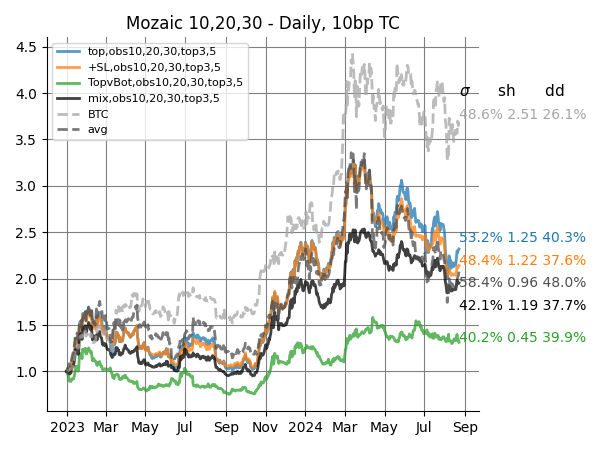 Mozaic 10,20,30 - Daily, 10bp TC
top,obs10,20,30,top3,5
+SL,obs10,20,30,top3,5
TopvBot,obs10,20,30,top3,5
mix,obs10,20,30,top3,5
BTC
avg
4.5
4.0
3.5
3.0
2.5
2.0
1.5
1.0
σ sh dd
48.6% 2.51 26.1%
53.2% 1.25 40.3%
48.4% 1.22 37.6%
58.4% 0.96 48.0%
42.1% 1.19 37.7%
40.2% 0.45 39.9%
2023 Mar May Jul Sep Nov 2024 Mar May Jul Sep